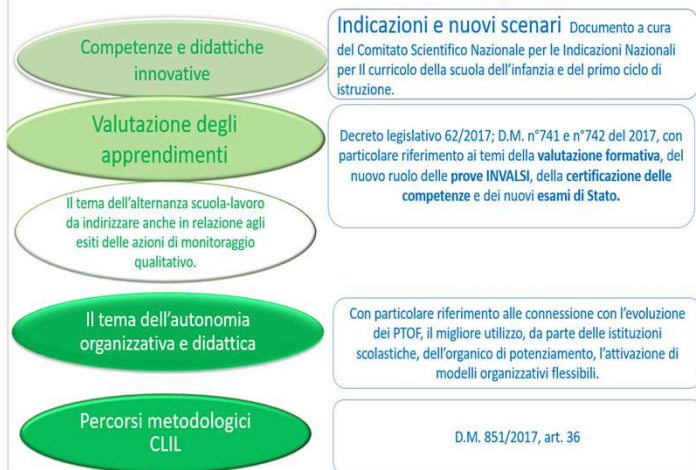 Competenze e didattiche
innovative
Indicazioni e nuovi scenari Documento a cura
del Comitato Scientifico Nazionale per le Indicazioni Nazionali
per Il curricolo della scuola dell'infanzia e del primo ciclo di
istruzione.
Valutazione degli
apprendimenti
Decreto legislativo 62/2017; D.M. n°741 e n°742 del 2017, con
particolare riferimento ai temi della valutazione formativa, del
nuovo ruolo delle prove INVALSI, della certificazione delle
competenze e dei nuovi esami di Stato.
Il tema dell'alternanza scuola-lavoro
da indirizzare anche in relazione agli
esiti delle azioni di monitoraggio
qualitativo.
Il tema dell'autonomia
organizzativa e didattica
Con particolare riferimento alle connessione con l'evoluzione
dei PTOF, il migliore utilizzo, da parte delle istituzioni
scolastiche, dell'organico di potenziamento, l'attivazione di
modelli organizzativi flessibili.
Percorsi metodologici
CLIL
D.M. 851/2017, art. 36